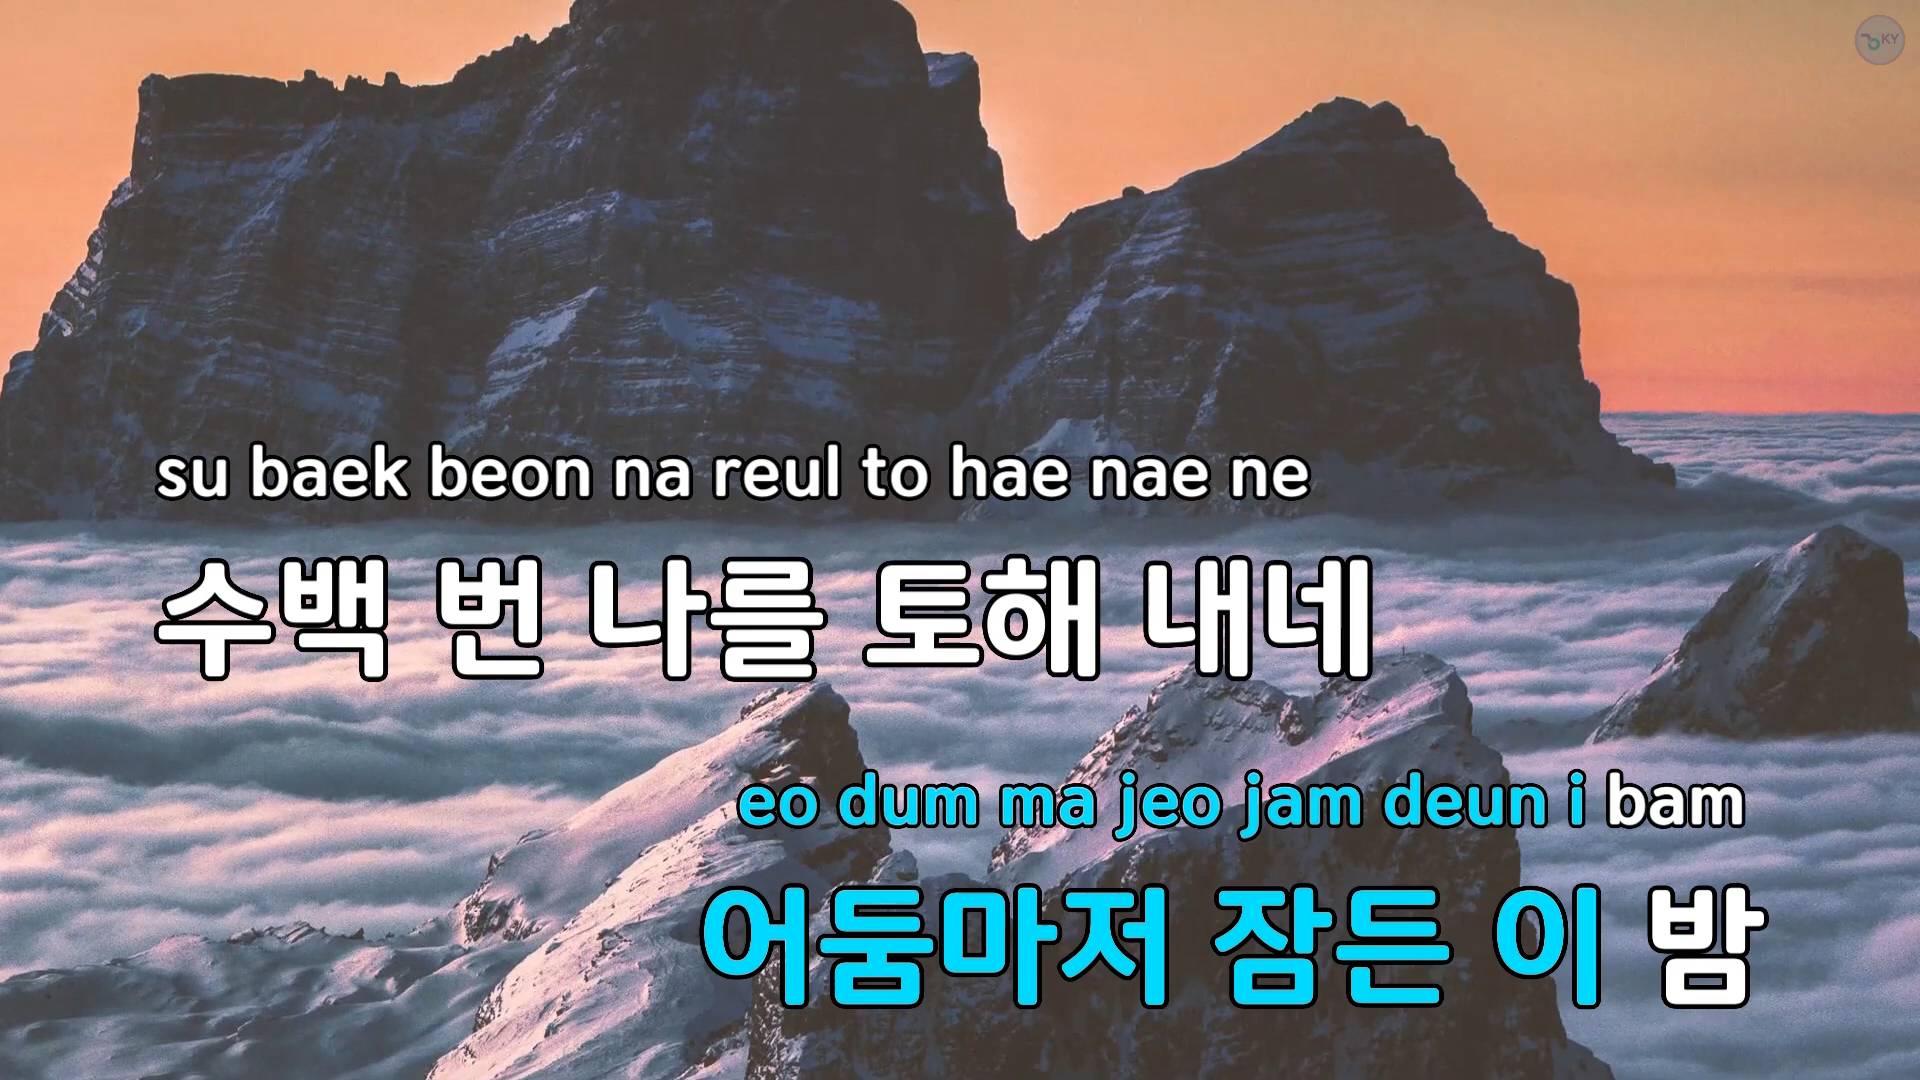 KY
su baek beon na reul to hae nae ne
수백 번 나를 토해 내네
eo dum ma jeo jam deun i bam
어둠마저 잠든 이 밤